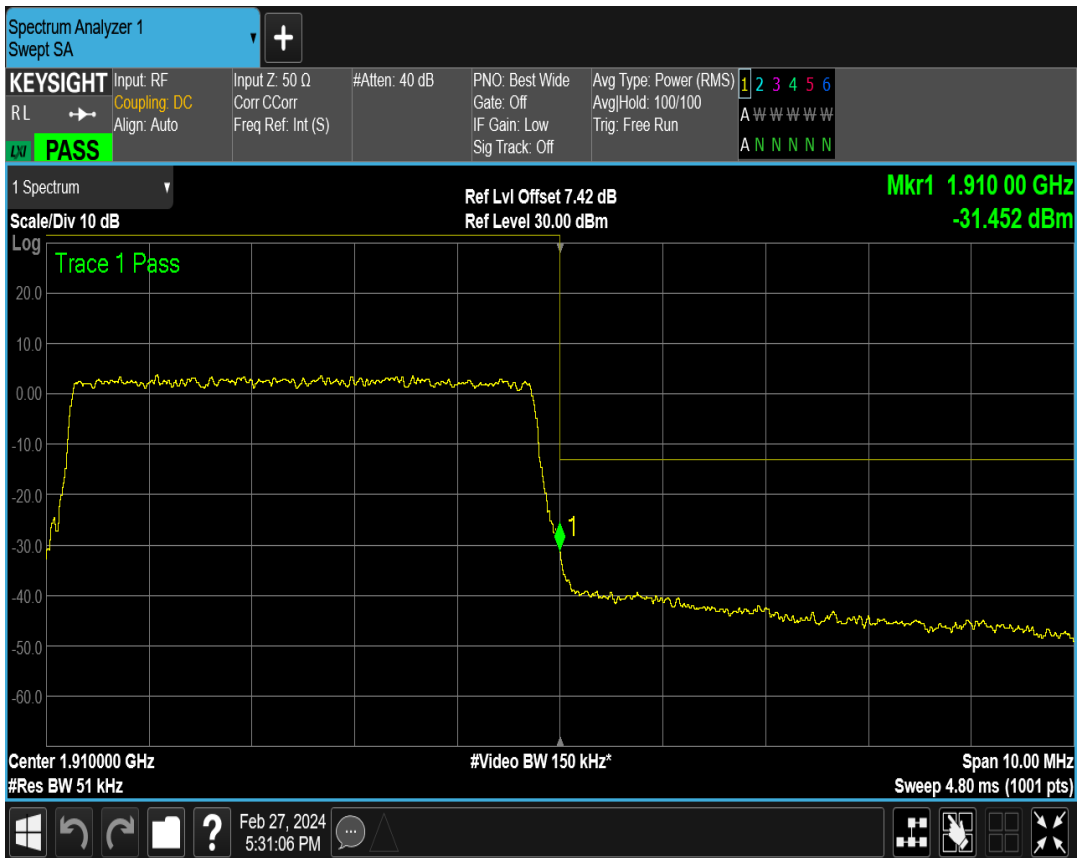 Spectrum Analyzer 1
Swept SA
+
KEYSIGHT
RL
LXI PASS
Input: RF
Coupling: DC
Align: Auto
Input Z: 50 Ω
Corr CCorr
Freq Ref: Int (S)
#Atten: 40 dB
PNO: Best Wide
Gate: Off
IF Gain: Low
Sig Track: Off
Avg Type: Power (RMS)
Avg|Hold: 100/100
Trig: Free Run
1 2 3 4 5 6
A W W W W W
A N N N N N
1 Spectrum
Scale/Div 10 dB
Ref Lvl Offset 7.42 dB
Ref Level 30.00 dBm
Mkr1 1.910 00 GHz
-31.452 dBm
Log
Trace 1 Pass
20.0
10.0
0.00
-10.0
-20.0
1
-30.0
-40.0
-50.0
-60.0
Center 1.910000 GHz
#Res BW 51 kHz
#Video BW 150 kHz*
Span 10.00 MHz
Sweep 4.80 ms (1001 pts)
?
Feb 27, 2024
5:31:06 PM